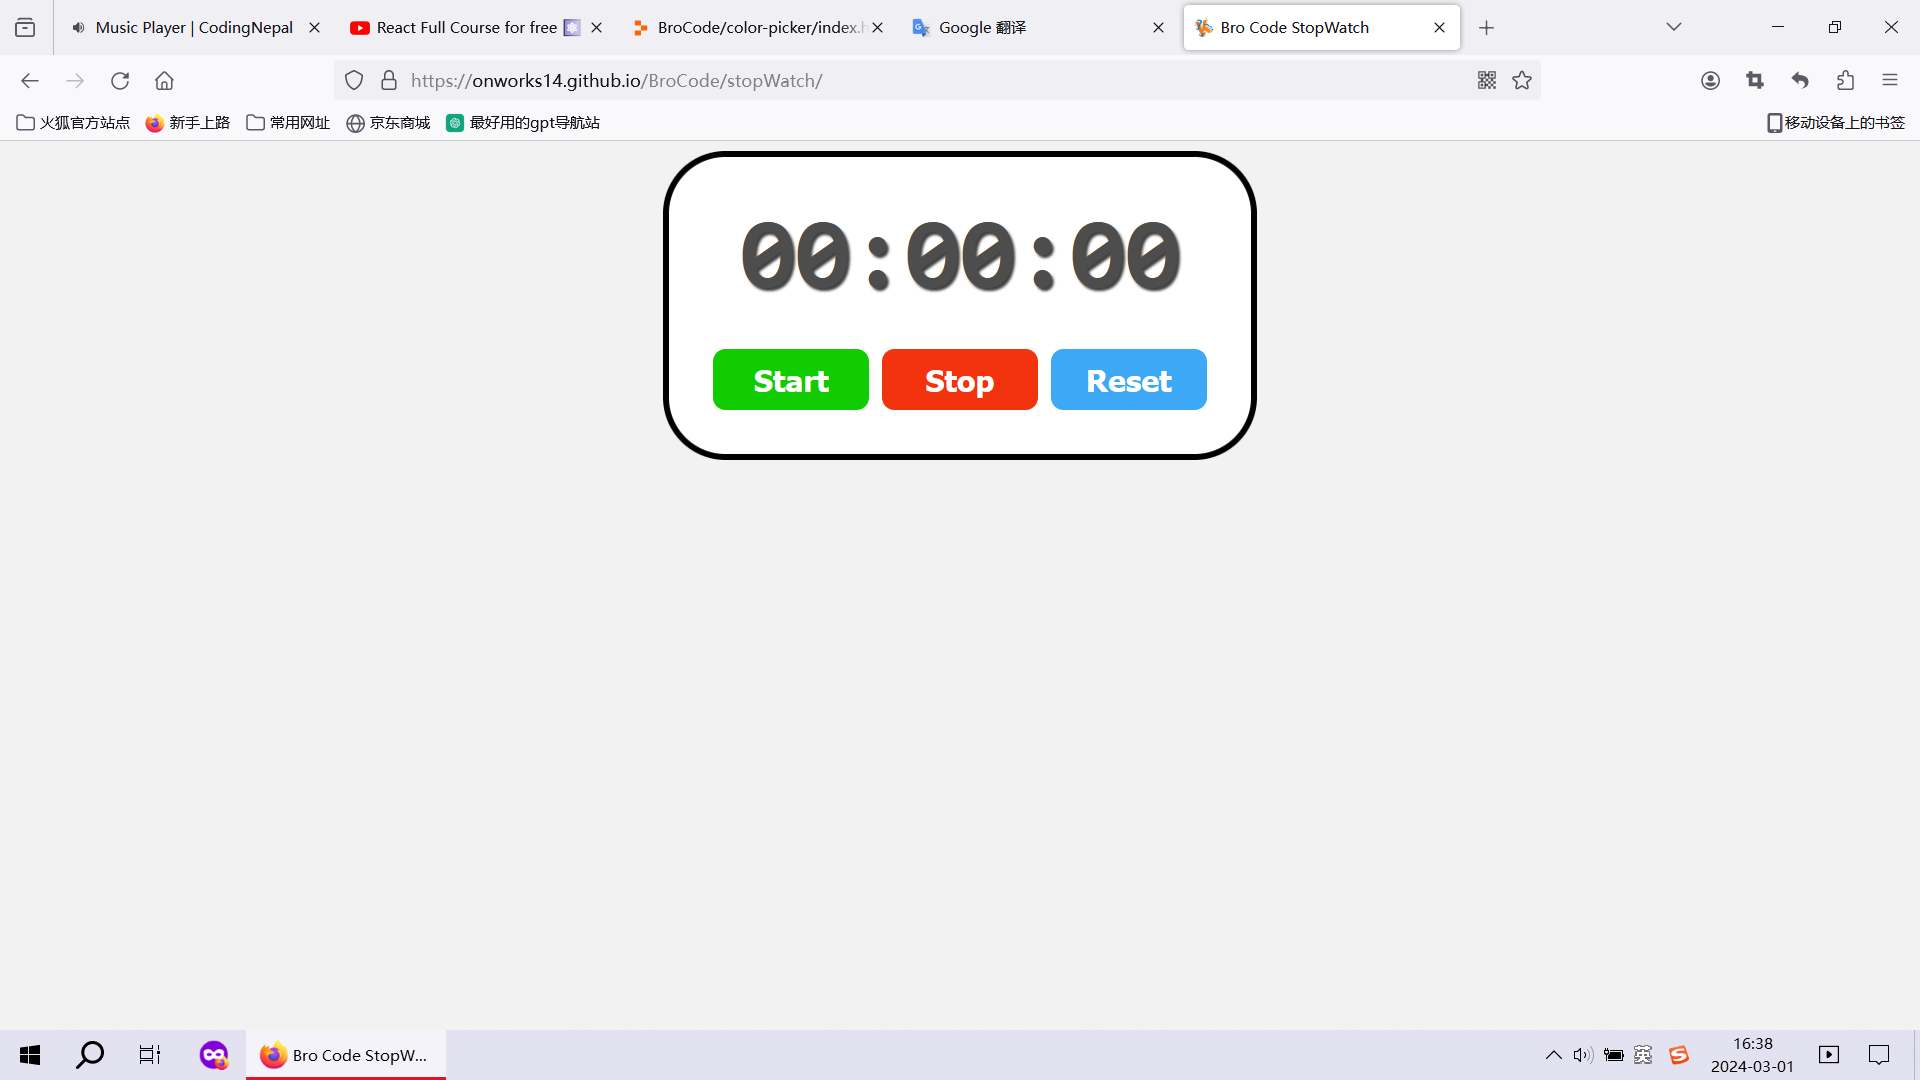 Music Player | CodingNepal
React Full Course for free
BroCode/color-picker/index.h
Google 翻译
Bro Code StopWatch
https://onworks14.github.io/BroCode/stopWatch/
火狐官方站点
新手上路
常用网址
京东商城
最好用的gpt导航站
移动设备上的书签
00:00:00
Start
Stop
Reset
Bro Code StopW...
英
16:38
2024-03-01